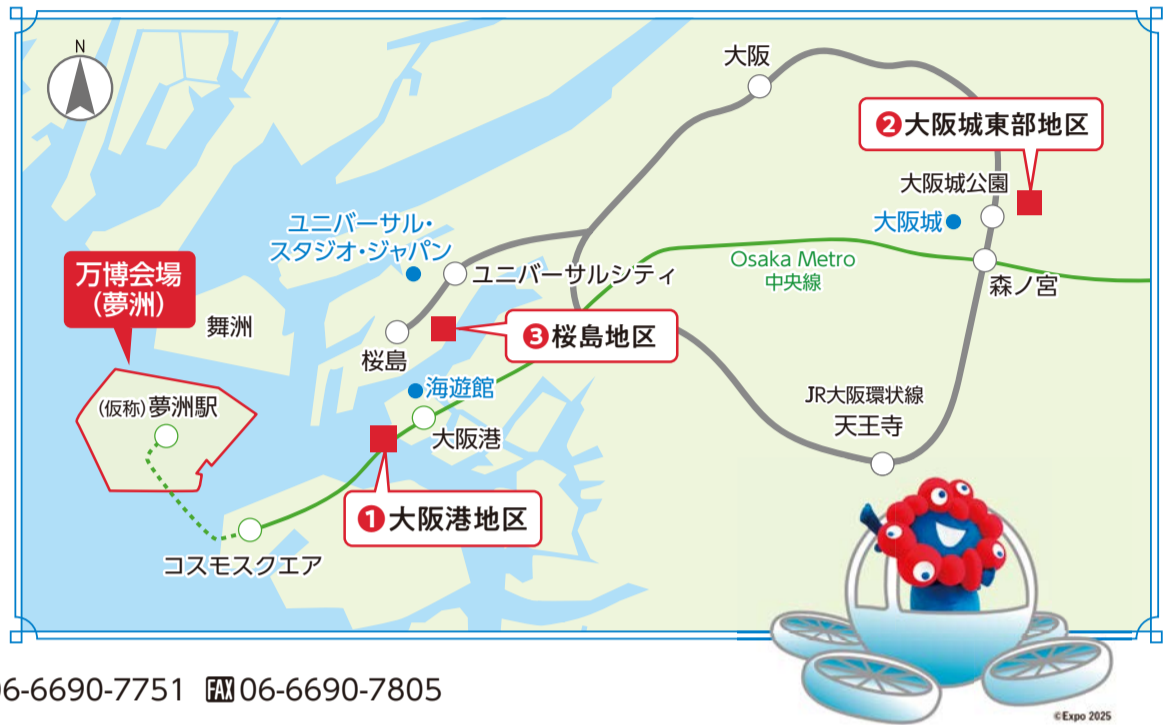 N
大阪
❷大阪城東部地区
大阪城公園
大阪城
ユニバーサル・
スタジオ・ジャパン
Osaka Metro
中央線
万博会場
(夢洲)
ユニバーサルシティ
森ノ宮
舞洲
❸桜島地区
桜島
海遊館
JR大阪環状線
(仮称)夢洲駅
天王寺
大阪港
❶大阪港地区
コスモスクエア
6-6690-7751 FAX 06-6690-7805
©Expo 2025